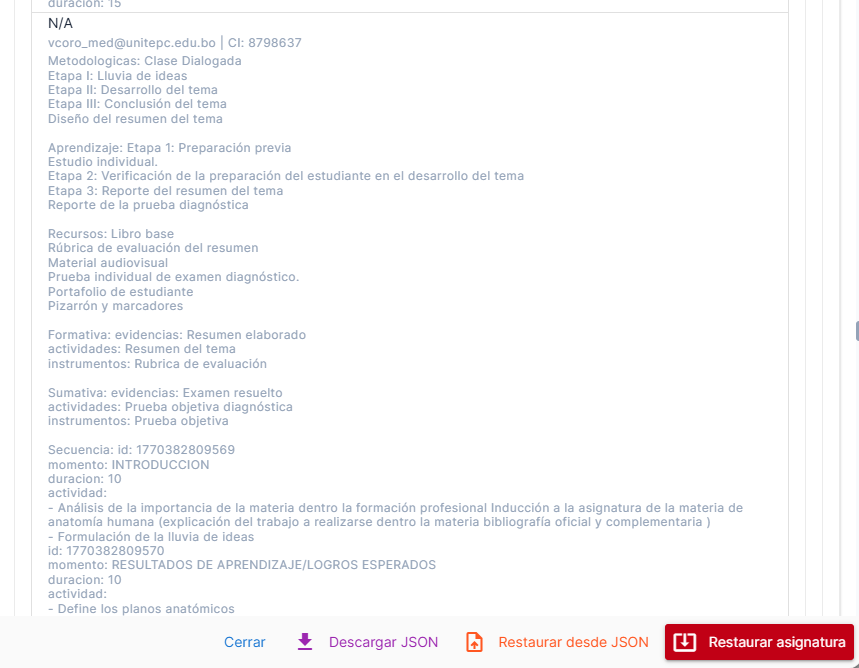 duracion: 15
N/A
vcoro_med@unitepc.edu.bo | CI: 8798637
Metodologicas: Clase Dialogada
Etapa I: Lluvia de ideas
Etapa II: Desarrollo del tema
Etapa III: Conclusión del tema
Diseño del resumen del tema
Aprendizaje: Etapa 1: Preparación previa
Estudio individual.
Etapa 2: Verificación de la preparación del estudiante en el desarrollo del tema
Etapa 3: Reporte del resumen del tema
Reporte de la prueba diagnóstica
Recursos: Libro base
Rúbrica de evaluación del resumen
Material audiovisual
Prueba individual de examen diagnóstico.
Portafolio de estudiante
Pizarrón y marcadores
Formativa: evidencias: Resumen elaborado
actividades: Resumen del tema
instrumentos: Rubrica de evaluación
Sumativa: evidencias: Examen resuelto
actividades: Prueba objetiva diagnóstica
instrumentos: Prueba objetiva
Secuencia: id: 1770382809569
momento: INTRODUCCION
duracion: 10
actividad:
- Análisis de la importancia de la materia dentro la formación profesional Inducción a la asignatura de la materia de
anatomía humana (explicación del trabajo a realizarse dentro la materia bibliografía oficial y complementaria )
- Formulación de la lluvia de ideas
id: 1770382809570
momento: RESULTADOS DE APRENDIZAJE/LOGROS ESPERADOS
duracion: 10
actividad:
- Define los planos anatómicos
Cerrar
Descargar JSON
Restaurar desde JSON
Restaurar asignatura